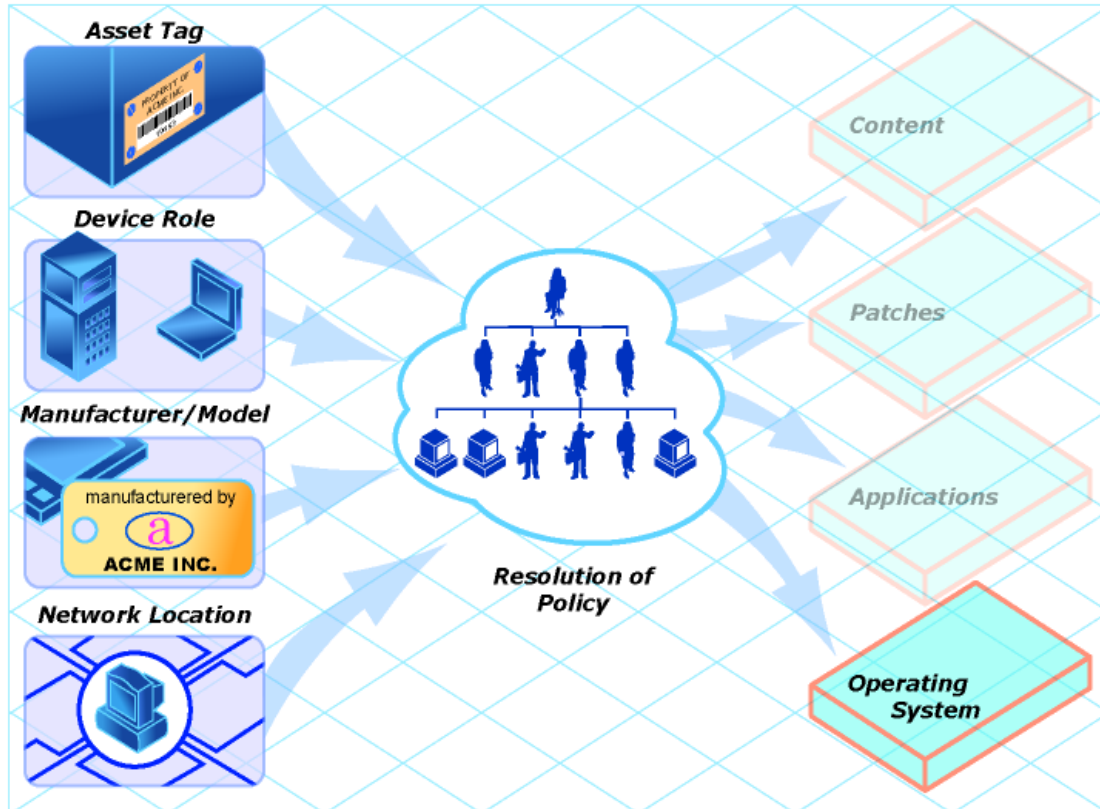 Asset Tag
PROPERTY OF
ACME INC.
Device Role
Manufacturer/Model
manufacturered by
a
ACME INC.
Network Location
Resolution of
Policy
Content
Patches
Applications
Operating
System